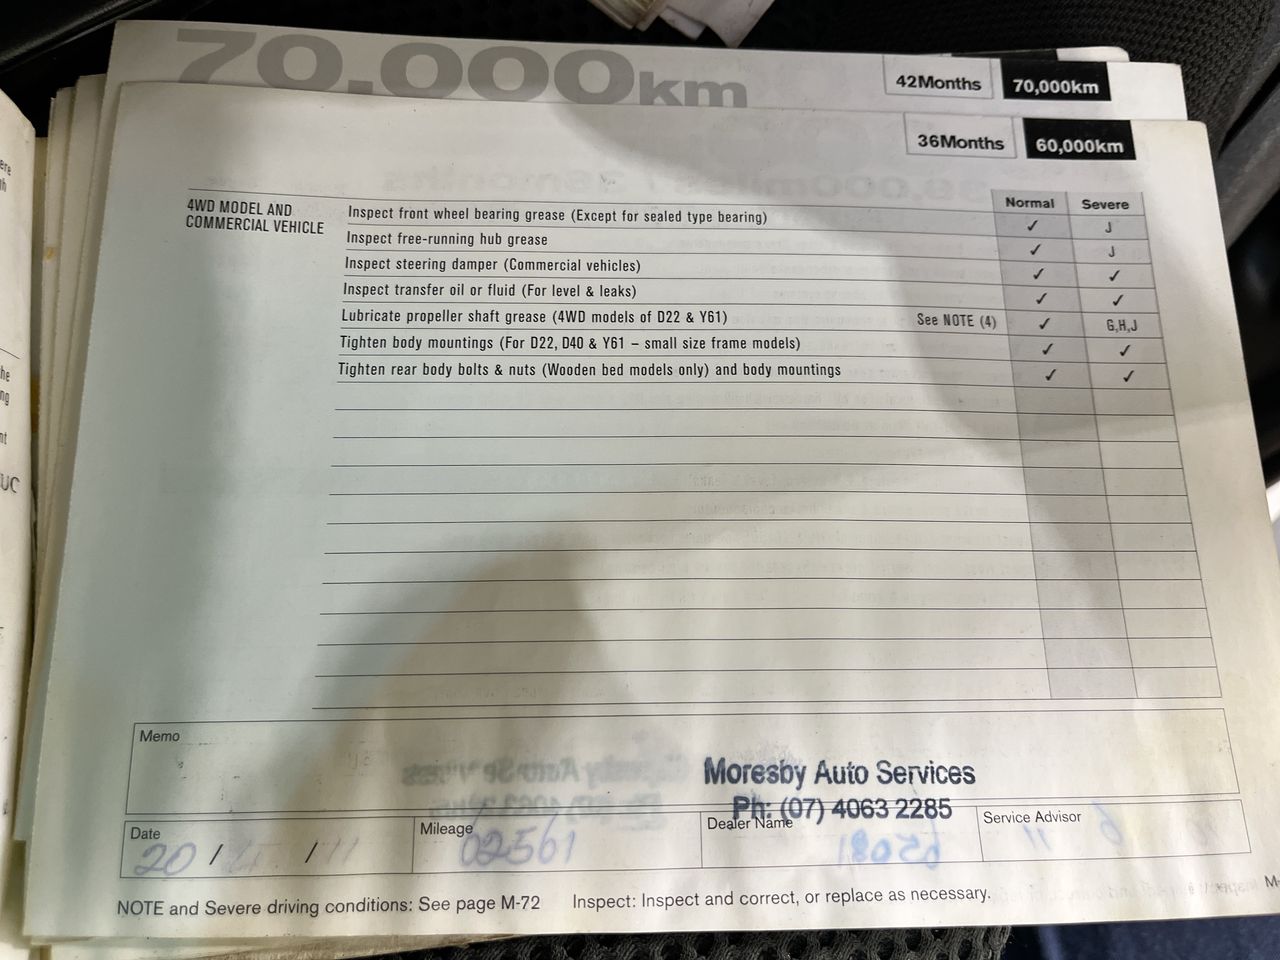 70,000km
42Months 70,000km
36Months 60,000km
Normal Severe
4WD MODEL AND
COMMERCIAL VEHICLE
Inspect front wheel bearing grease (Except for sealed type bearing) ✓ J
Inspect free-running hub grease ✓ J
Inspect steering damper (Commercial vehicles) ✓ ✓
Inspect transfer oil or fluid (For level & leaks) ✓ ✓
Lubricate propeller shaft grease (4WD models of D22 & Y61) See NOTE (4) ✓ G,H,J
Tighten body mountings (For D22, D40 & Y61 – small size frame models) ✓ ✓
Tighten rear body bolts & nuts (Wooden bed models only) and body mountings ✓ ✓
Memo
Moresby Auto Services
Ph: (07) 4063 2285
Date
20 / / 11
Mileage
02561
Dealer Name
Service Advisor
NOTE and Severe driving conditions: See page M-72 Inspect: Inspect and correct, or replace as necessary.